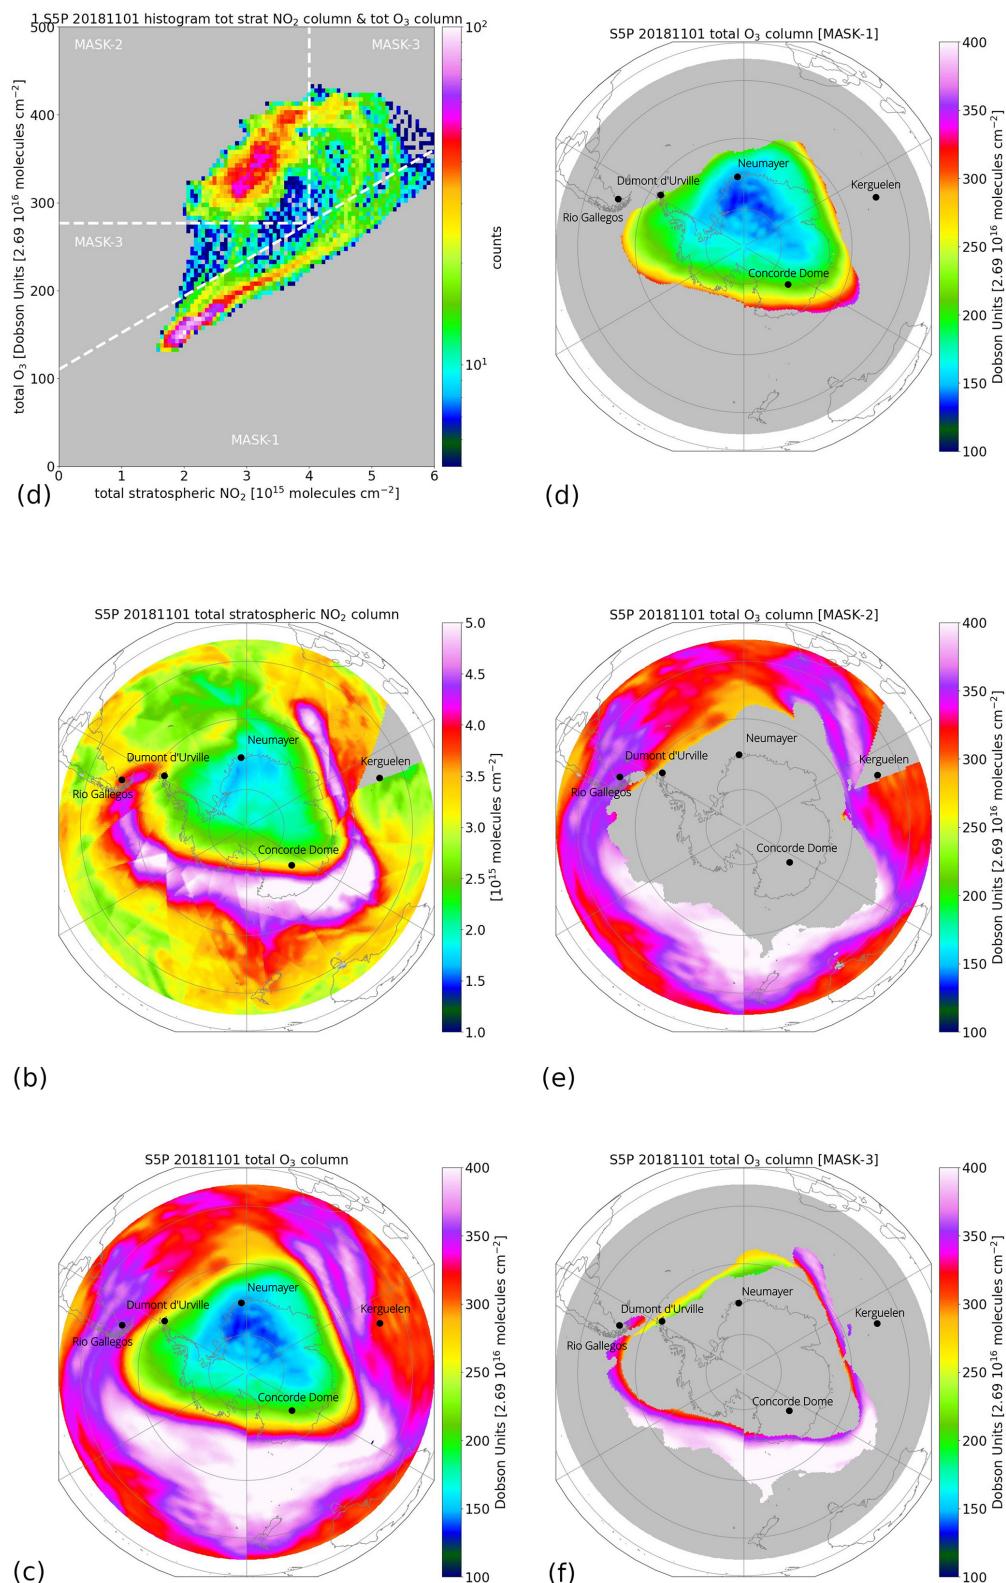 1 S5P 20181101 histogram tot strat NO₂ column & tot O₃ column
500
400
300
200
100
0
0 1 2 3 4 5 6
total O₃ [Dobson Units [2.69 10¹⁶ molecules cm⁻²]
total stratospheric NO₂ [10¹⁵ molecules cm⁻²]
MASK-2
MASK-3
MASK-3
MASK-1
10²
10¹
counts
(d)
S5P 20181101 total O₃ column [MASK-1]
Neumayer
Dumont d'Urville
Kerguelen
Rio Gallegos
Concorde Dome
400
350
300
250
200
150
100
Dobson Units [2.69 10¹⁶ molecules cm⁻²]
(d)
S5P 20181101 total stratospheric NO₂ column
Neumayer
Dumont d'Urville
Kerguelen
Rio Gallegos
Concorde Dome
5.0
4.5
4.0
3.5
3.0
2.5
2.0
1.5
1.0
[10¹⁵ molecules cm⁻²]
(b)
S5P 20181101 total O₃ column [MASK-2]
Neumayer
Dumont d'Urville
Kerguelen
Rio Gallegos
Concorde Dome
400
350
300
250
200
150
100
Dobson Units [2.69 10¹⁶ molecules cm⁻²]
(e)
S5P 20181101 total O₃ column
Neumayer
Dumont d'Urville
Kerguelen
Rio Gallegos
Concorde Dome
400
350
300
250
200
150
100
Dobson Units [2.69 10¹⁶ molecules cm⁻²]
(c)
S5P 20181101 total O₃ column [MASK-3]
Neumayer
Dumont d'Urville
Kerguelen
Rio Gallegos
Concorde Dome
400
350
300
250
200
150
100
Dobson Units [2.69 10¹⁶ molecules cm⁻²]
(f)